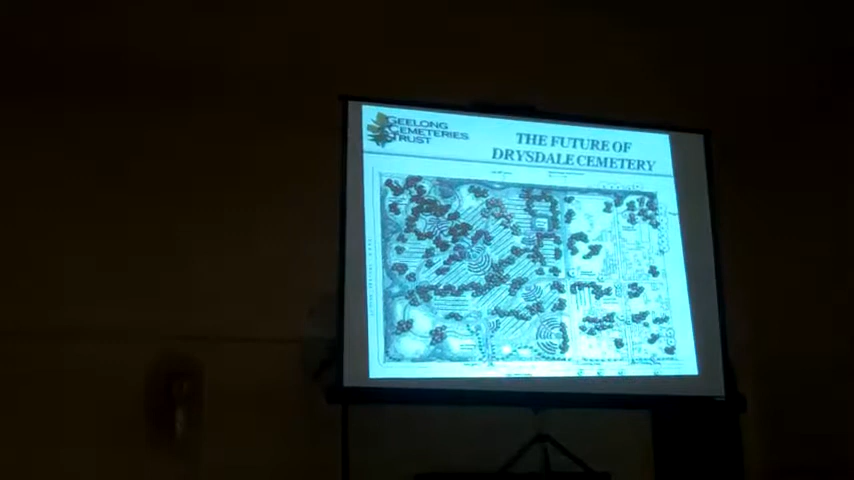 GEELONG
CEMETERIES
TRUST
THE FUTURE OF
DRYSDALE CEMETERY